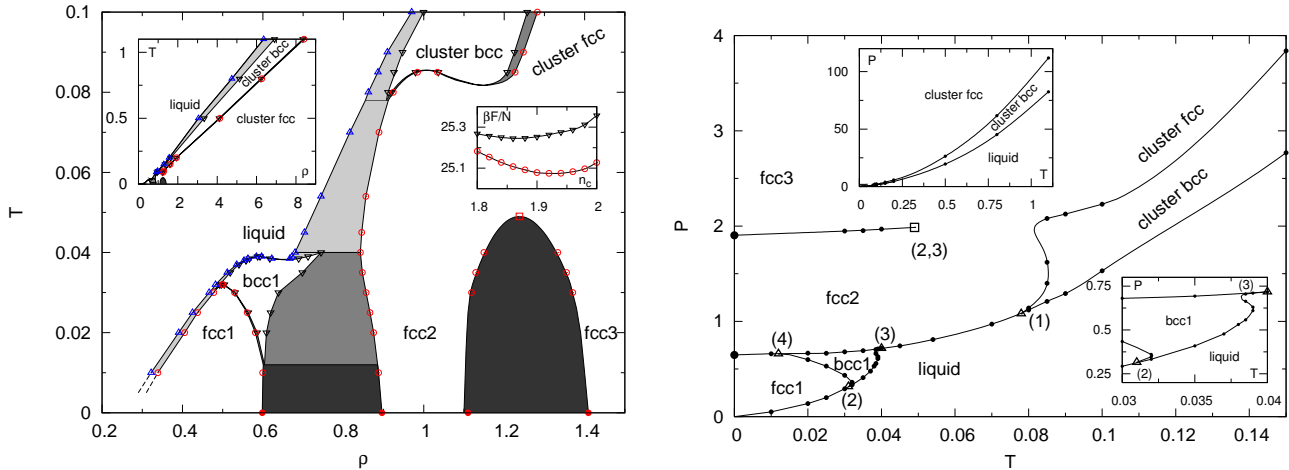 0.1
0.08
0.06
0.04
0.02
0
T
0.2 0.4 0.6 0.8 1 1.2 1.4
ρ
cluster bcc
cluster fcc
liquid
bcc1
fcc1
fcc2
fcc3
T
1
0.5
0
0 2 4 6 8
ρ
liquid
cluster bcc
cluster fcc
βF/N
25.3
25.1
1.8 1.9 2
n_c
4
3
2
1
0
P
0 0.02 0.04 0.06 0.08 0.10 0.12 0.14
T
cluster fcc
cluster bcc
fcc3
(2,3)
fcc2
(1)
(4)
(3)
bcc1
liquid
fcc1
(2)
P
100
75
50
25
0
0 0.25 0.50 0.75 1
T
cluster fcc
cluster bcc
liquid
0.75
0.50
0.25
P
(3)
bcc1
liquid
(2)
T
0.03 0.035 0.04